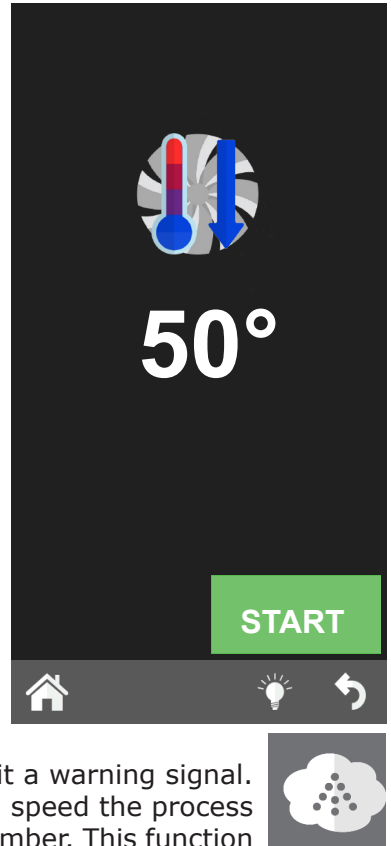 50°
START
it a warning signal.
speed the process
mber. This function